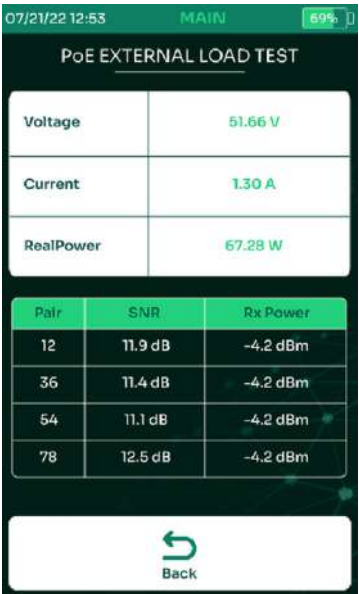 07/21/22 12:53 MAIN 69%
PoE EXTERNAL LOAD TEST
Voltage 51.66 V
Current 1.30 A
RealPower 67.28 W
Pair SNR Rx Power
12 11.9 dB -4.2 dBm
36 11.4 dB -4.2 dBm
54 11.1 dB -4.2 dBm
78 12.5 dB -4.2 dBm
Back